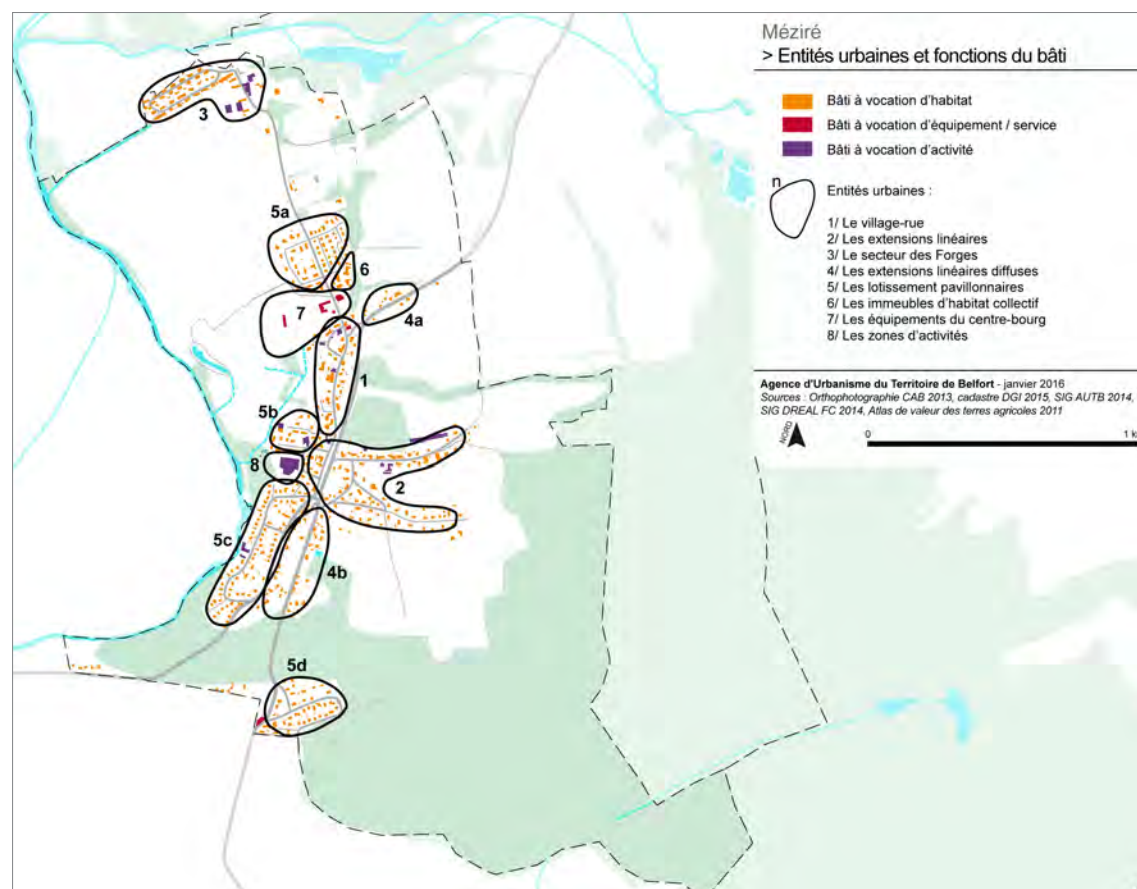 Méziré
> Entités urbaines et fonctions du bâti
Bâti à vocation d'habitat
Bâti à vocation d'équipement / service
Bâti à vocation d'activité
n
Entités urbaines :
1/ Le village-rue
2/ Les extensions linéaires
3/ Le secteur des Forges
4/ Les extensions linéaires diffuses
5/ Les lotissement pavillonnaires
6/ Les immeubles d'habitat collectif
7/ Les équipements du centre-bourg
8/ Les zones d'activités
Agence d'Urbanisme du Territoire de Belfort - janvier 2016
Sources : Orthophotographie CAB 2013, cadastre DGI 2015, SIG AUTB 2014,
SIG DREAL FC 2014, Atlas de valeur des terres agricoles 2011
NORD
0
1 k
3
5a
6
7
4a
1
5b
8
2
5c
4b
5d